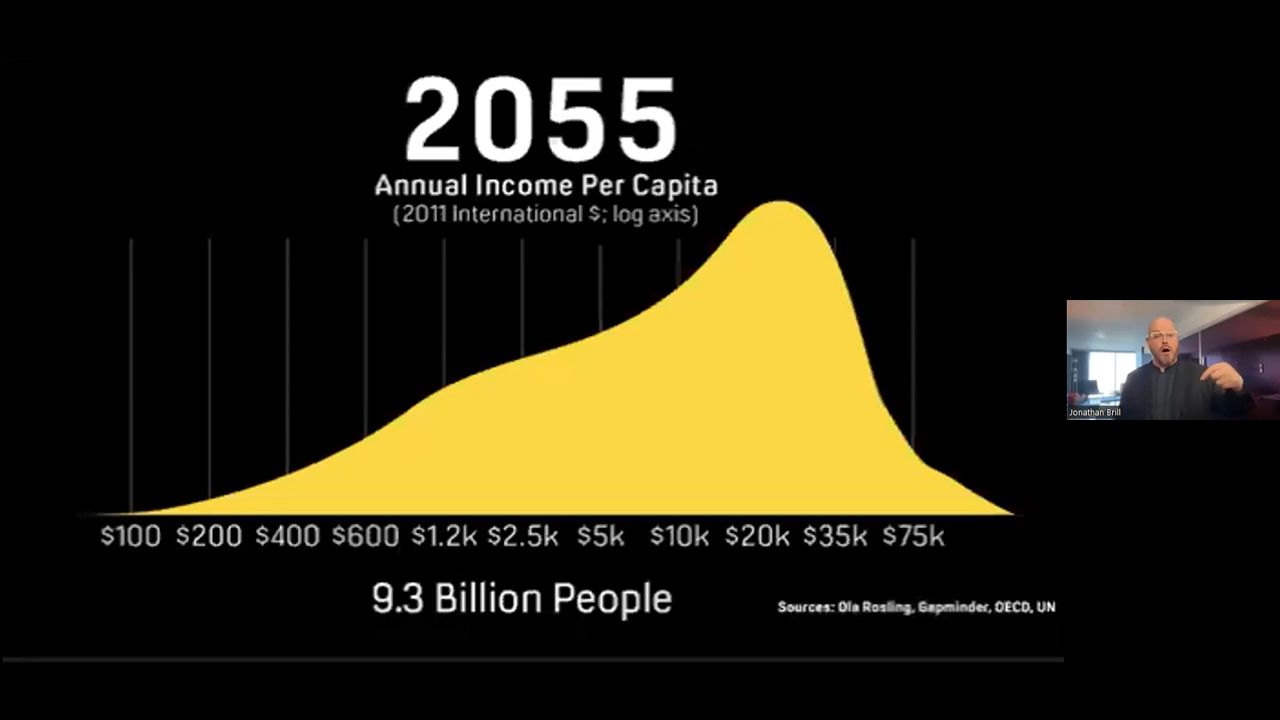 2055
Annual Income Per Capita
(2011 International $; log axis)
$100 $200 $400 $600 $1.2k $2.5k $5k $10k $20k $35k $75k
9.3 Billion People
Sources: Ola Rosling, Gapminder, OECD, UN
Jonathan Brill